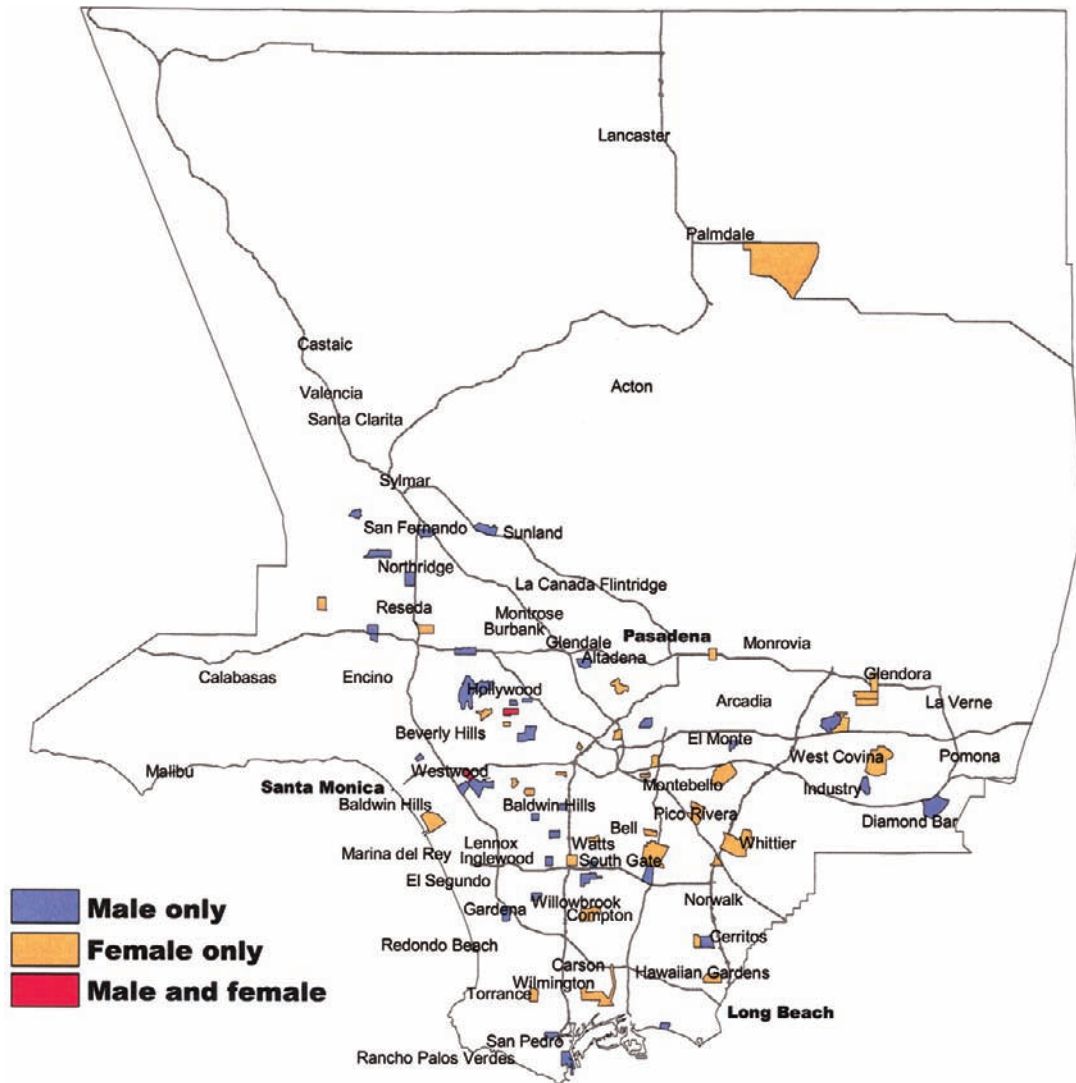 Lancaster
Palmdale
Castaic
Acton
Valencia
Santa Clarita
Sylmar
San Fernando
Sunland
Northridge
La Canada Flintridge
Reseda
Montrose
Burbank
Glendale
Pasadena
Monrovia
Altadena
Calabasas
Encino
Glendora
Hollywood
Arcadia
La Verne
Beverly Hills
El Monte
West Covina
Pomona
Malibu
Westwood
Santa Monica
Montebello
Industry
Baldwin Hills
Baldwin Hills
Pico Rivera
Diamond Bar
Bell
Marina del Rey
Lennox
Watts
Whittier
Inglewood
South Gate
El Segundo
Gardena
Willowbrook
Compton
Norwalk
Redondo Beach
Cerritos
Carson
Hawaiian Gardens
Wilmington
Torrance
Long Beach
San Pedro
Rancho Palos Verdes
Male only
Female only
Male and female